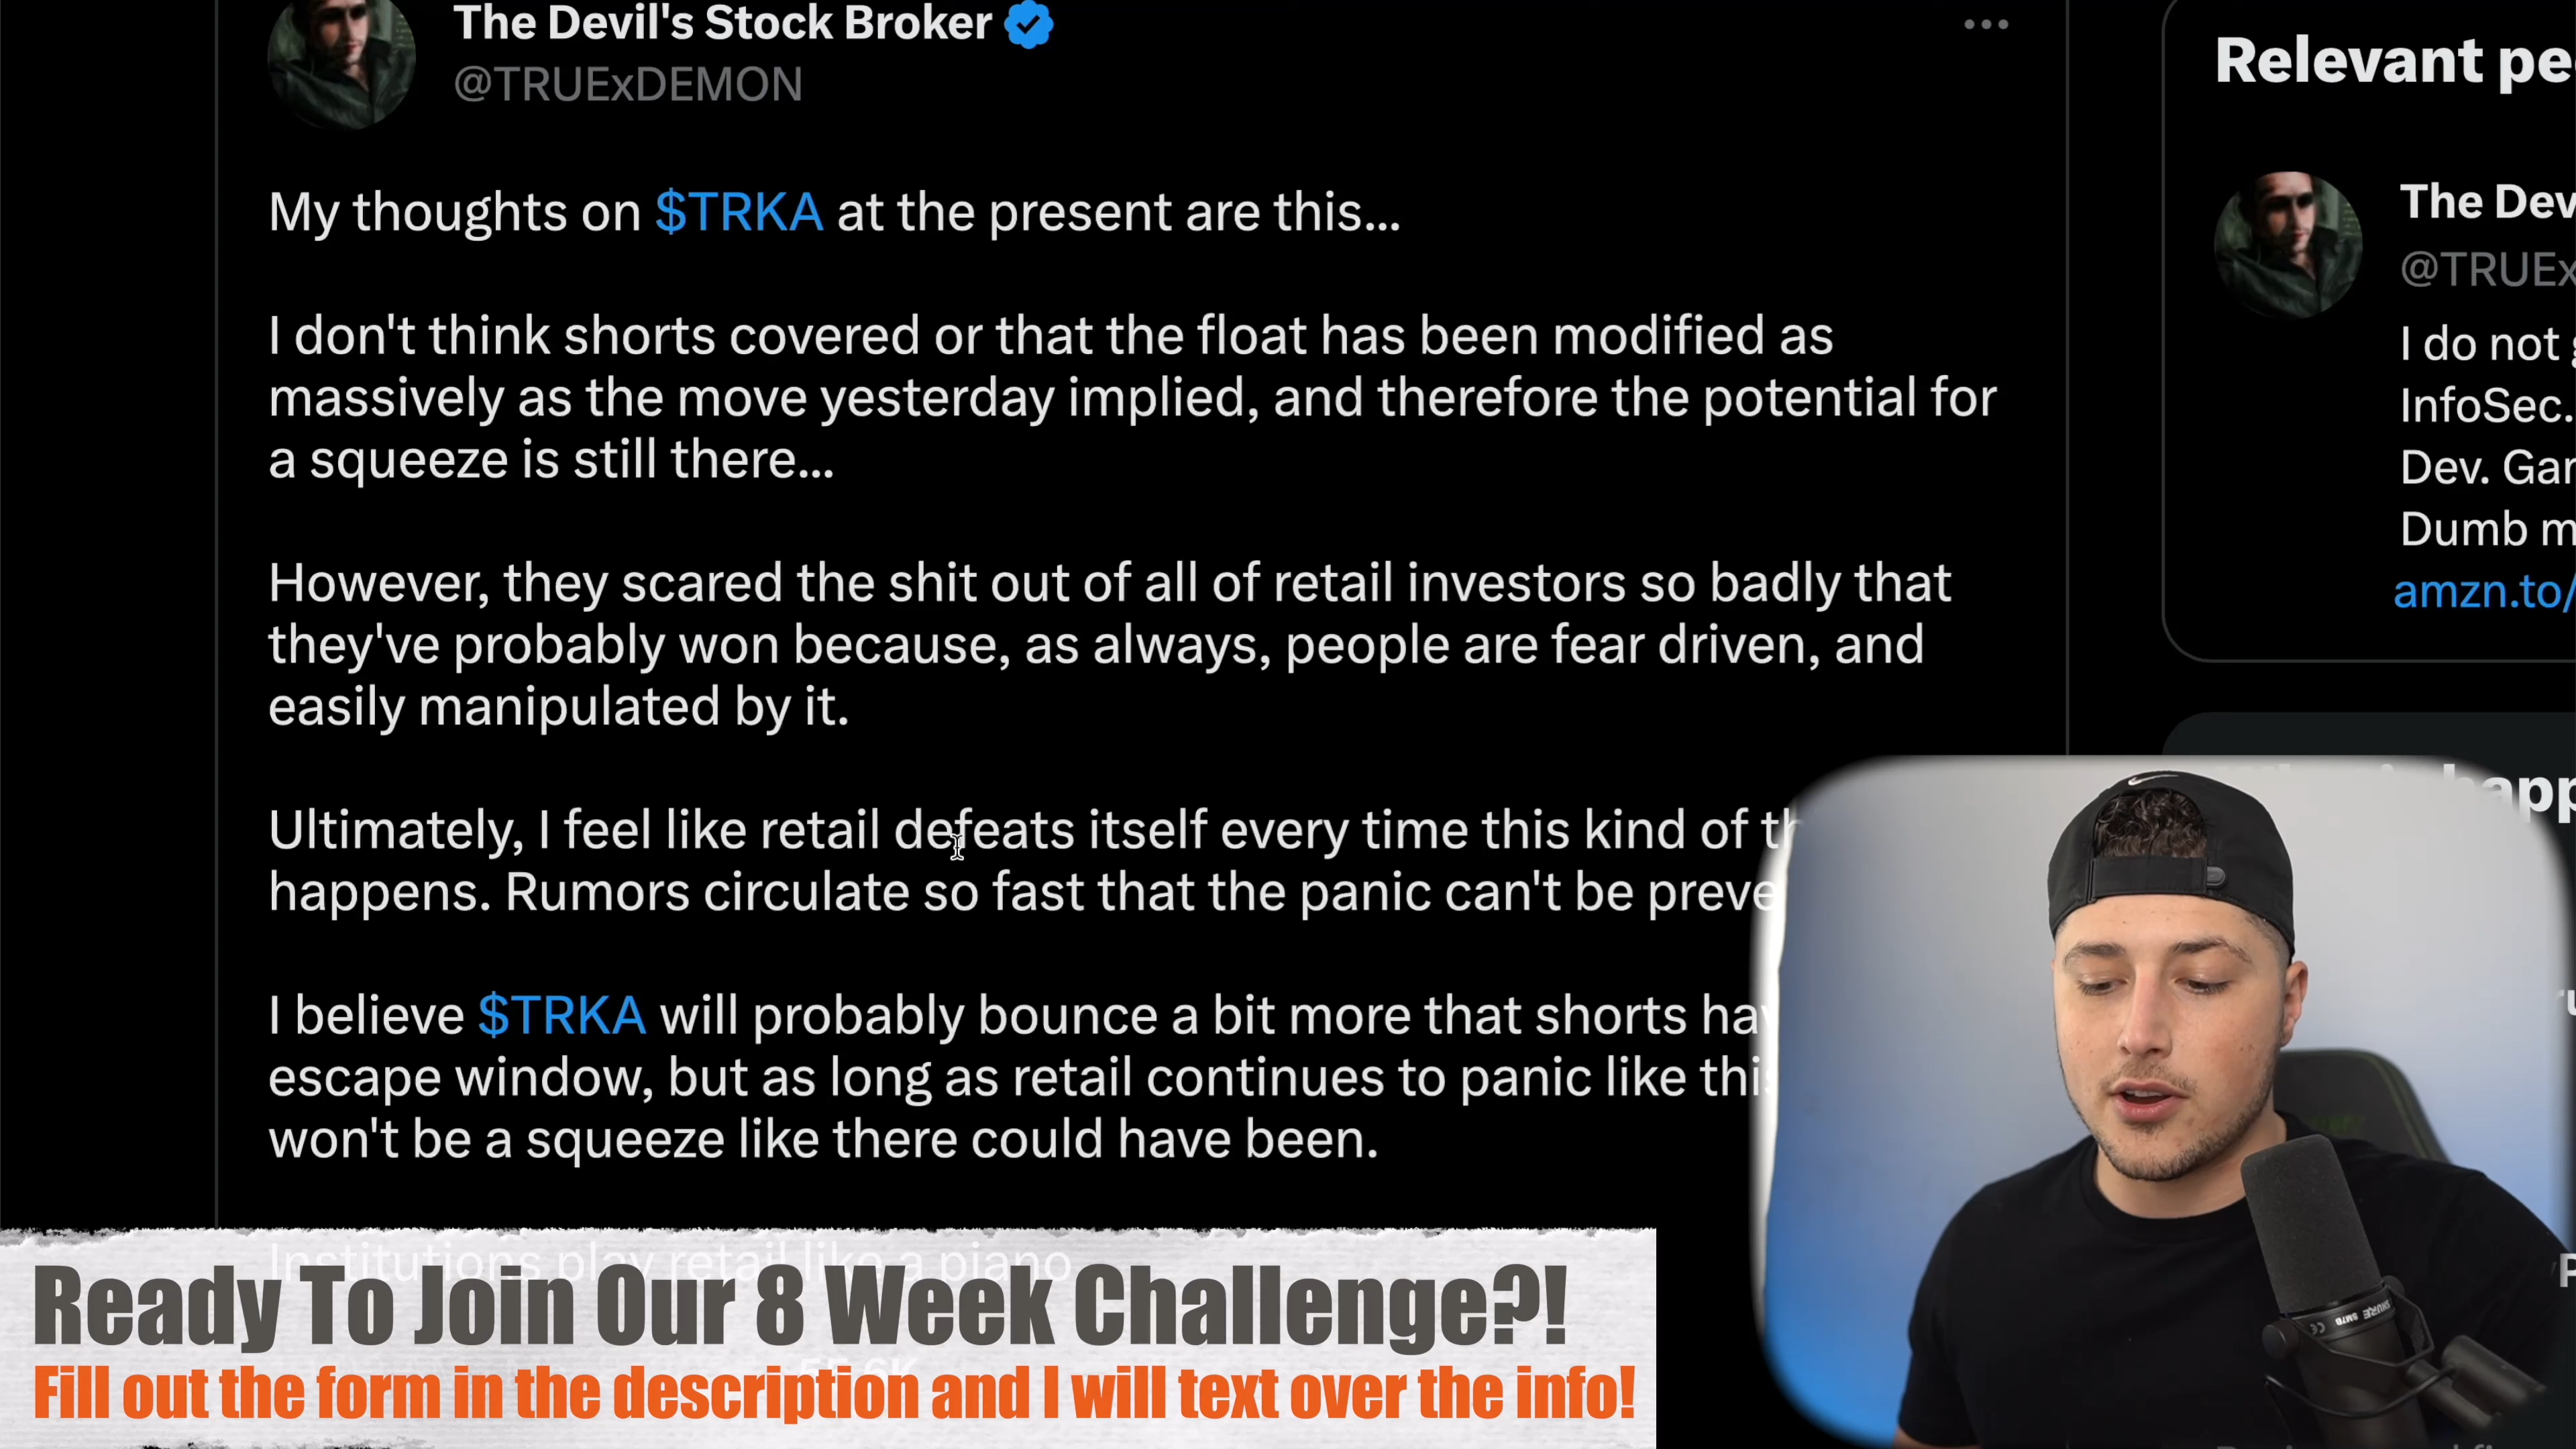 The Devil's Stock Broker
@TRUExDEMON
My thoughts on $TRKA at the present are this...
I don't think shorts covered or that the float has been modified as
massively as the move yesterday implied, and therefore the potential for
a squeeze is still there...
However, they scared the shit out of all of retail investors so badly that
they've probably won because, as always, people are fear driven, and
easily manipulated by it.
Ultimately, I feel like retail defeats itself every time this kind of
happens. Rumors circulate so fast that the panic can't be
I believe $TRKA will probably bounce a bit more that shorts
escape window, but as long as retail continues to panic like
won't be a squeeze like there could have been.
Institutions play retail like a piano
Ready To Join Our 8 Week Challenge?!
Fill out the form in the description and I will text over the info!
Relevant
The
I do not
InfoSec.
Dev.
Dumb
amzn.to/
SHURE
SM7B